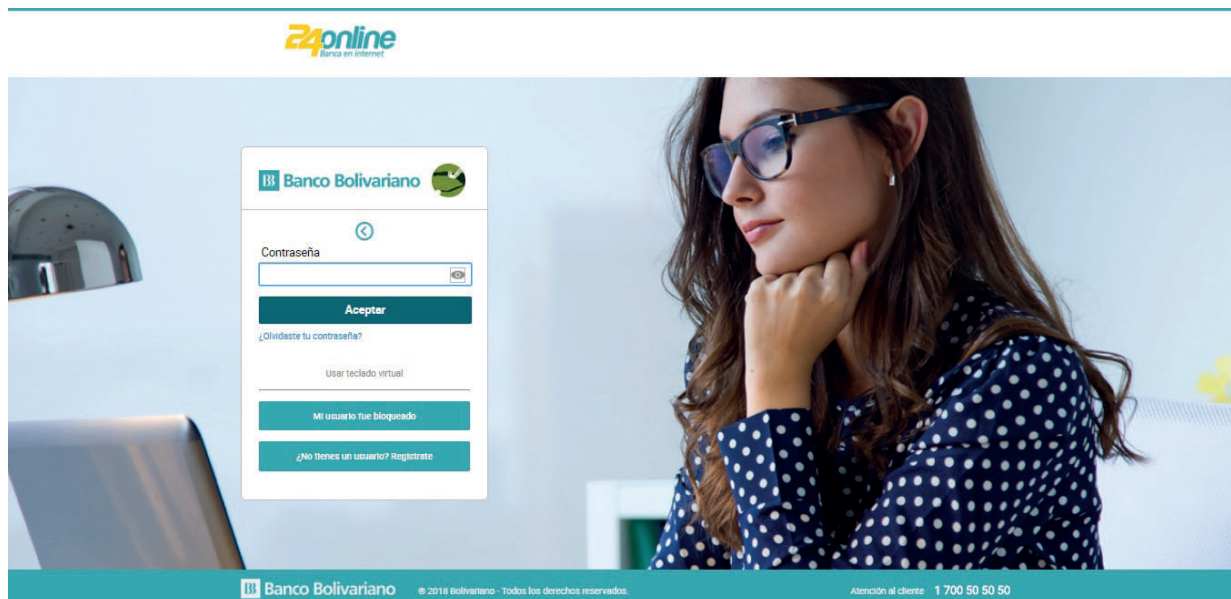 24online
Banca en internet
B Banco Bolivariano
Contraseña
Aceptar
¿Olvidaste tu contraseña?
Usar teclado virtual
Mi usuario fue bloqueado
¿No tienes un usuario? Regístrate
B Banco Bolivariano © 2018 Bolivariano - Todos los derechos reservados. Atención al cliente 1 700 50 50 50